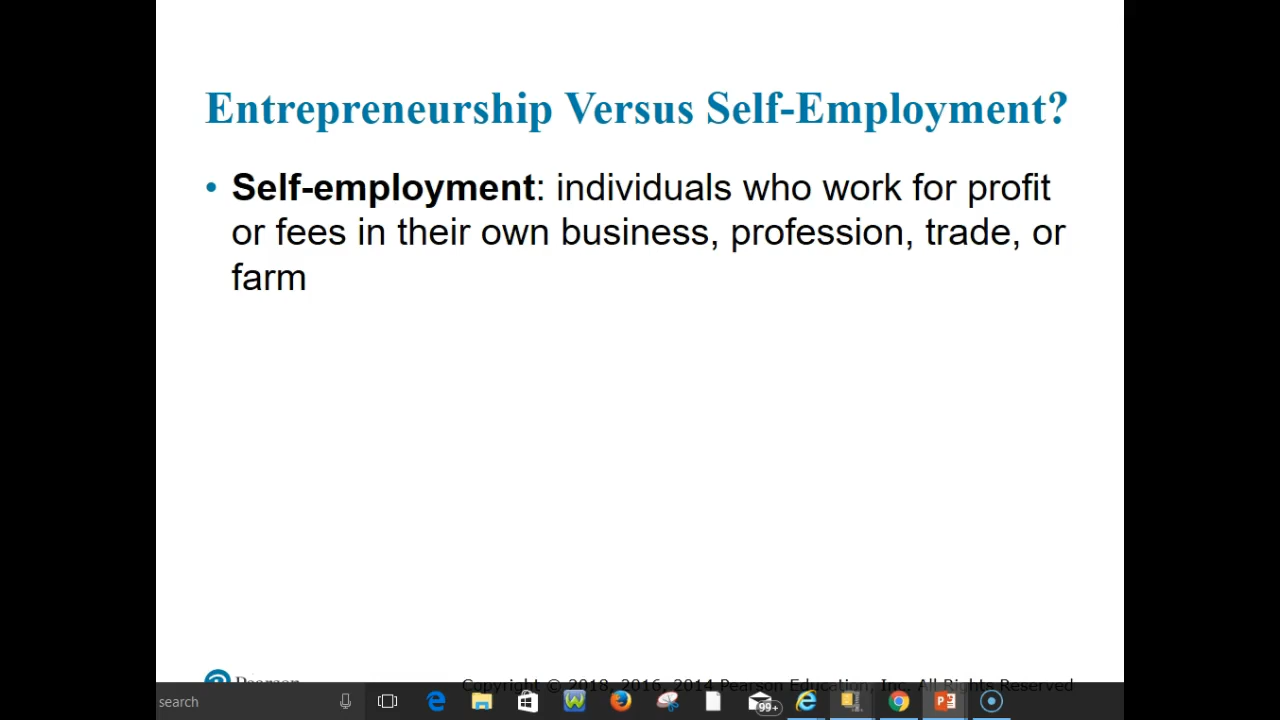 Entrepreneurship Versus Self-Employment?
• Self-employment: individuals who work for profit
or fees in their own business, profession, trade, or
farm
Pearson
Copyright © 2018, 2016, 2014 Pearson Education, Inc. All Rights Reserved
search
99+